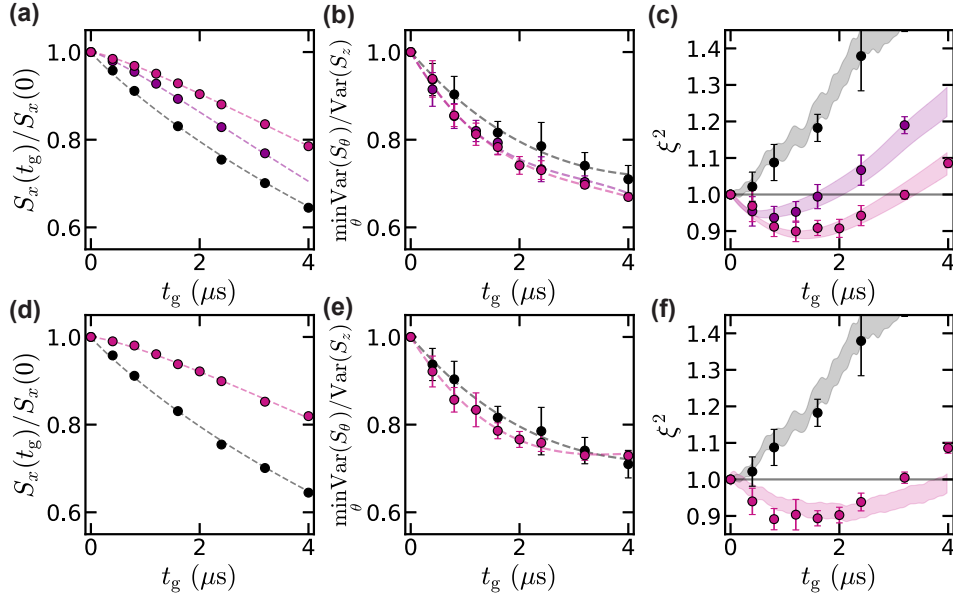 (a)
(b)
(c)
S_x(t_g)/S_x(0)
1.0
0.8
0.6
0
2
4
t_g (μs)
min_θ Var(S_θ)/Var(S_z)
1.0
0.8
0.6
0
2
4
t_g (μs)
ξ²
1.4
1.3
1.2
1.1
1.0
0.9
0
2
4
t_g (μs)
(d)
(e)
(f)
S_x(t_g)/S_x(0)
1.0
0.8
0.6
0
2
4
t_g (μs)
min_θ Var(S_θ)/Var(S_z)
1.0
0.8
0.6
0
2
4
t_g (μs)
ξ²
1.4
1.3
1.2
1.1
1.0
0.9
0
2
4
t_g (μs)